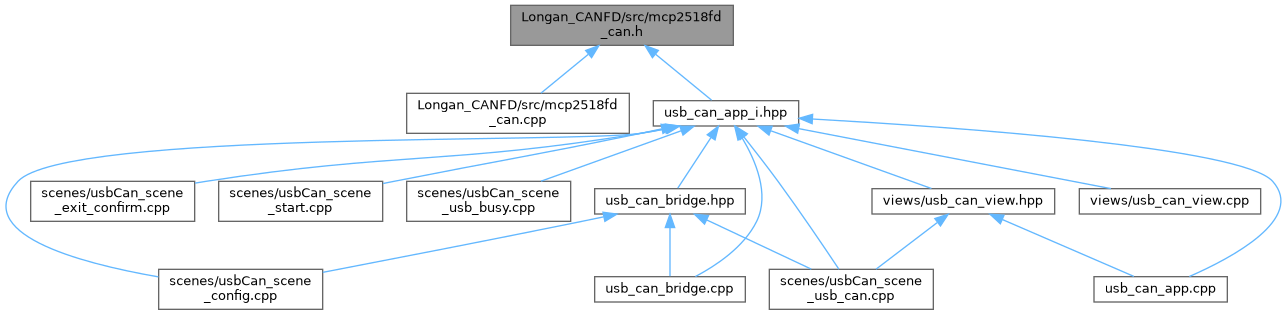 Longan_CANFD/src/mcp2518fd
_can.h
Longan_CANFD/src/mcp2518fd
_can.cpp
usb_can_app_i.hpp
scenes/usbCan_scene
_exit_confirm.cpp
scenes/usbCan_scene
_start.cpp
scenes/usbCan_scene
_usb_busy.cpp
usb_can_bridge.hpp
views/usb_can_view.hpp
views/usb_can_view.cpp
scenes/usbCan_scene
_config.cpp
usb_can_bridge.cpp
scenes/usbCan_scene
_usb_can.cpp
usb_can_app.cpp